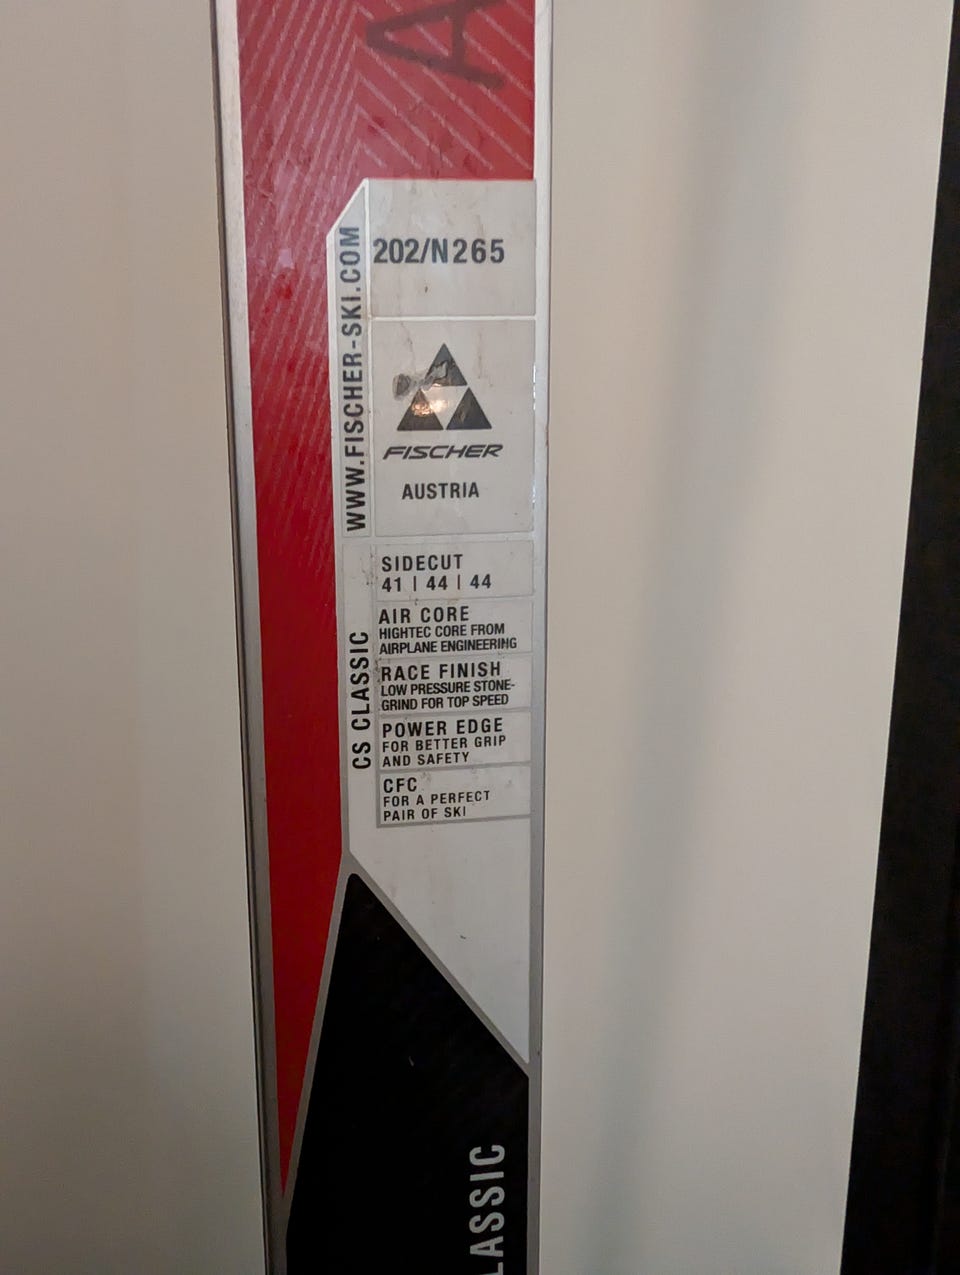 A
202/N265
WWW.FISCHER-SKI.COM
FISCHER
AUSTRIA
CS CLASSIC
SIDECUT
41 | 44 | 44
AIR CORE
HIGHTEC CORE FROM
AIRPLANE ENGINEERING
RACE FINISH
LOW PRESSURE STONE-
GRIND FOR TOP SPEED
POWER EDGE
FOR BETTER GRIP
AND SAFETY
CFC
FOR A PERFECT
PAIR OF SKI
LASSIC